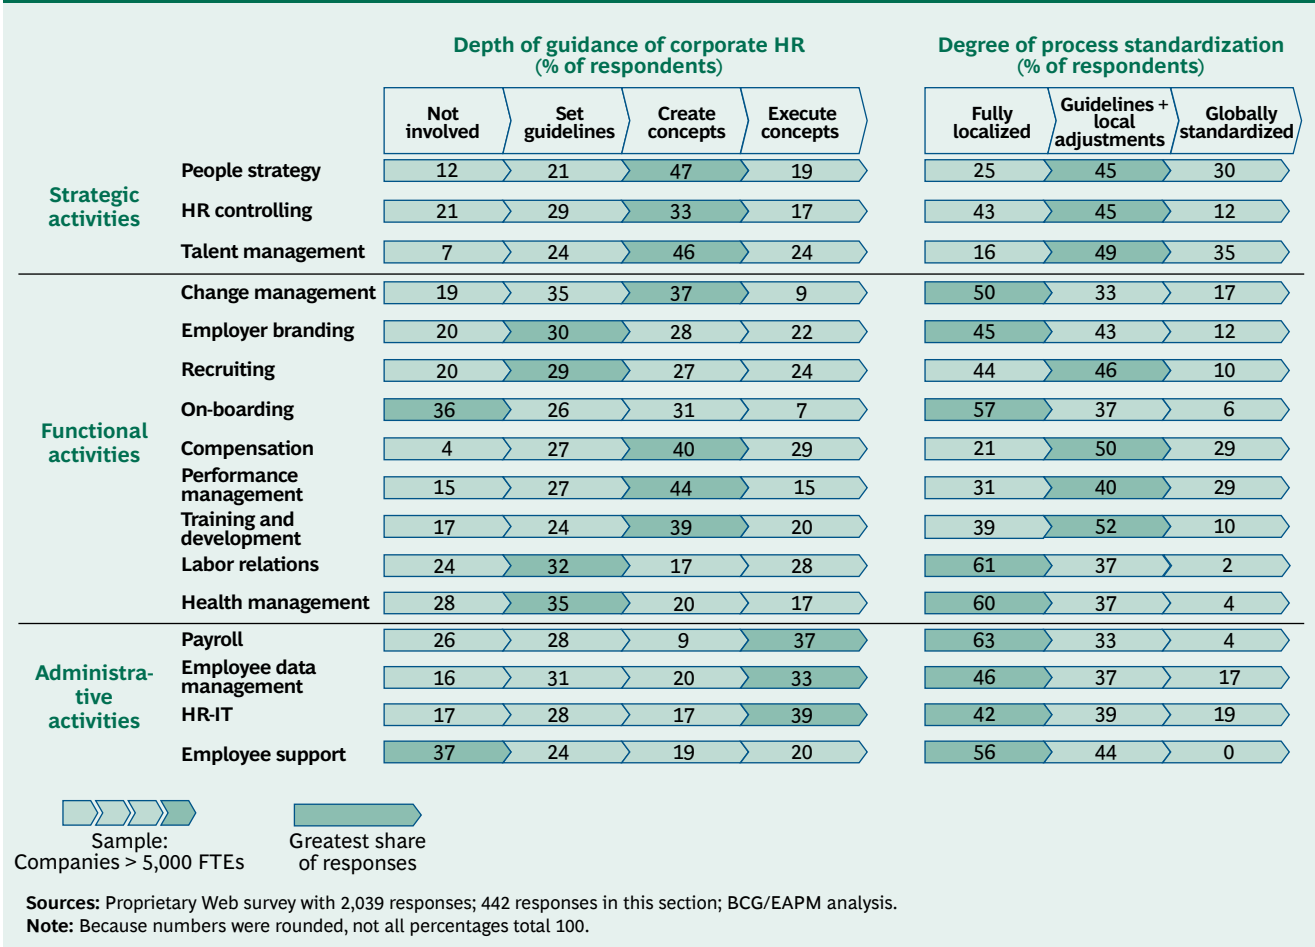 Depth of guidance of corporate HR
(% of respondents)
Degree of process standardization
(% of respondents)
Not involved
Set guidelines
Create concepts
Execute concepts
Fully localized
Guidelines + local adjustments
Globally standardized
Strategic activities
People strategy 12 21 47 19 25 45 30
HR controlling 21 29 33 17 43 45 12
Talent management 7 24 46 24 16 49 35
Functional activities
Change management 19 35 37 9 50 33 17
Employer branding 20 30 28 22 45 43 12
Recruiting 20 29 27 24 44 46 10
On-boarding 36 26 31 7 57 37 6
Compensation 4 27 40 29 21 50 29
Performance management 15 27 44 15 31 40 29
Training and development 17 24 39 20 39 52 10
Labor relations 24 32 17 28 61 37 2
Health management 28 35 20 17 60 37 4
Administra-
tive
activities
Payroll 26 28 9 37 63 33 4
Employee data management 16 31 20 33 46 37 17
HR-IT 17 28 17 39 42 39 19
Employee support 37 24 19 20 56 44 0
Sample:
Companies > 5,000 FTEs
Greatest share
of responses
Sources: Proprietary Web survey with 2,039 responses; 442 responses in this section; BCG/EAPM analysis.
Note: Because numbers were rounded, not all percentages total 100.